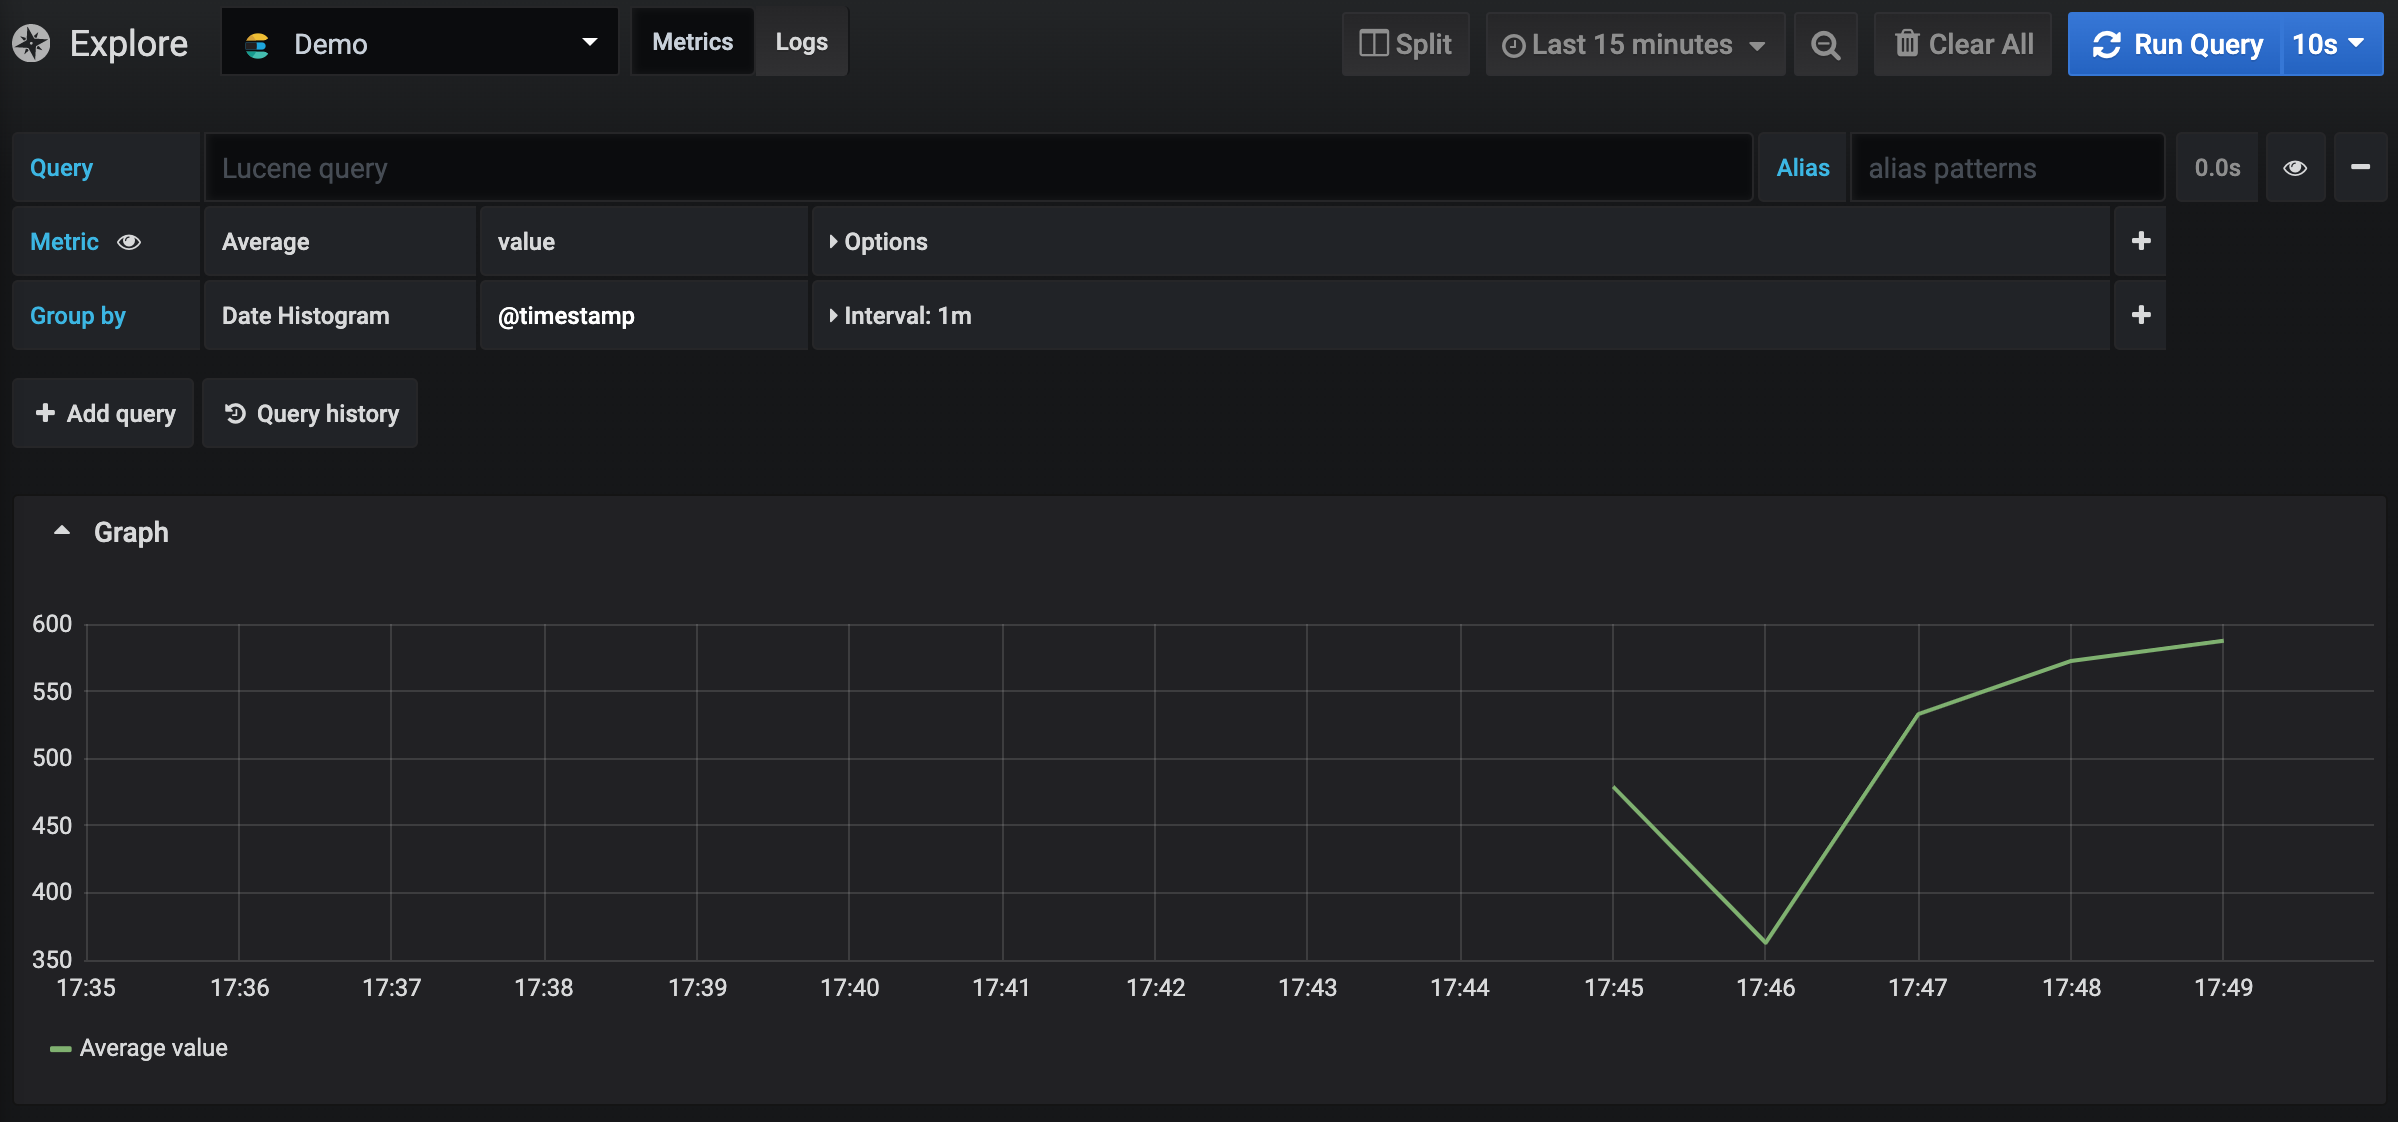 Explore Demo Metrics Logs Split Last 15 minutes Clear All Run Query 10s
Query Lucene query Alias alias patterns 0.0s
Metric Average value Options
Group by Date Histogram @timestamp Interval: 1m
Add query Query history
Graph
600
550
500
450
400
350
17:35 17:36 17:37 17:38 17:39 17:40 17:41 17:42 17:43 17:44 17:45 17:46 17:47 17:48 17:49
Average value